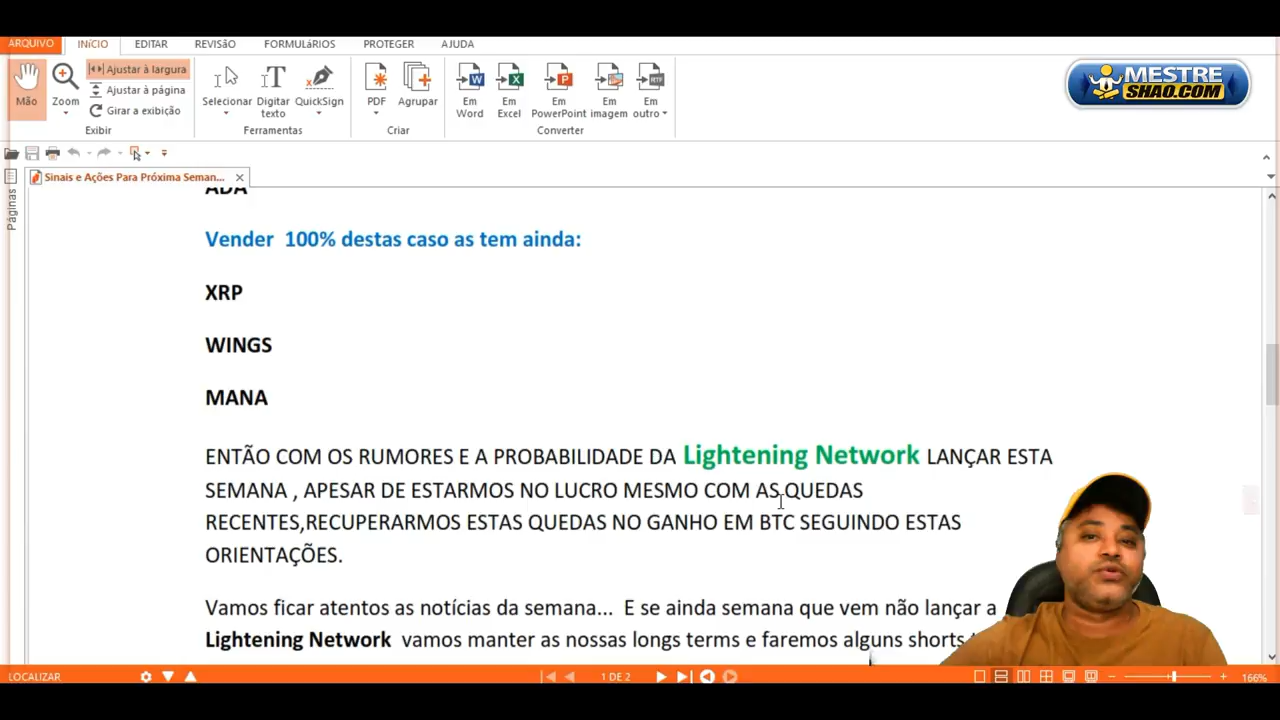 ARQUIVO INÍCIO EDITAR REVISÃO FORMULÁRIOS PROTEGER AJUDA
MESTRE
SHAO.COM
Mão
Zoom
Ajustar à largura
Ajustar à página
Girar a exibição
Exibir
Selecionar
Digitar
texto
QuickSign
Ferramentas
PDF
Agrupar
Criar
Em
Word
Em
Excel
Em
PowerPoint
Em
imagem
Em
outro
Converter
Sinais e Ações Para Próxima Seman...
Páginas
ADA
Vender 100% destas caso as tem ainda:
XRP
WINGS
MANA
ENTÃO COM OS RUMORES E A PROBABILIDADE DA Lightening Network LANÇAR ESTA
SEMANA , APESAR DE ESTARMOS NO LUCRO MESMO COM AS QUEDAS
RECENTES,RECUPERARMOS ESTAS QUEDAS NO GANHO EM BTC SEGUINDO ESTAS
ORIENTAÇÕES.
Vamos ficar atentos as notícias da semana... E se ainda semana que vem não lançar a
Lightening Network vamos manter as nossas longs terms e faremos alguns shorts
LOCALIZAR
1 DE 2
166%